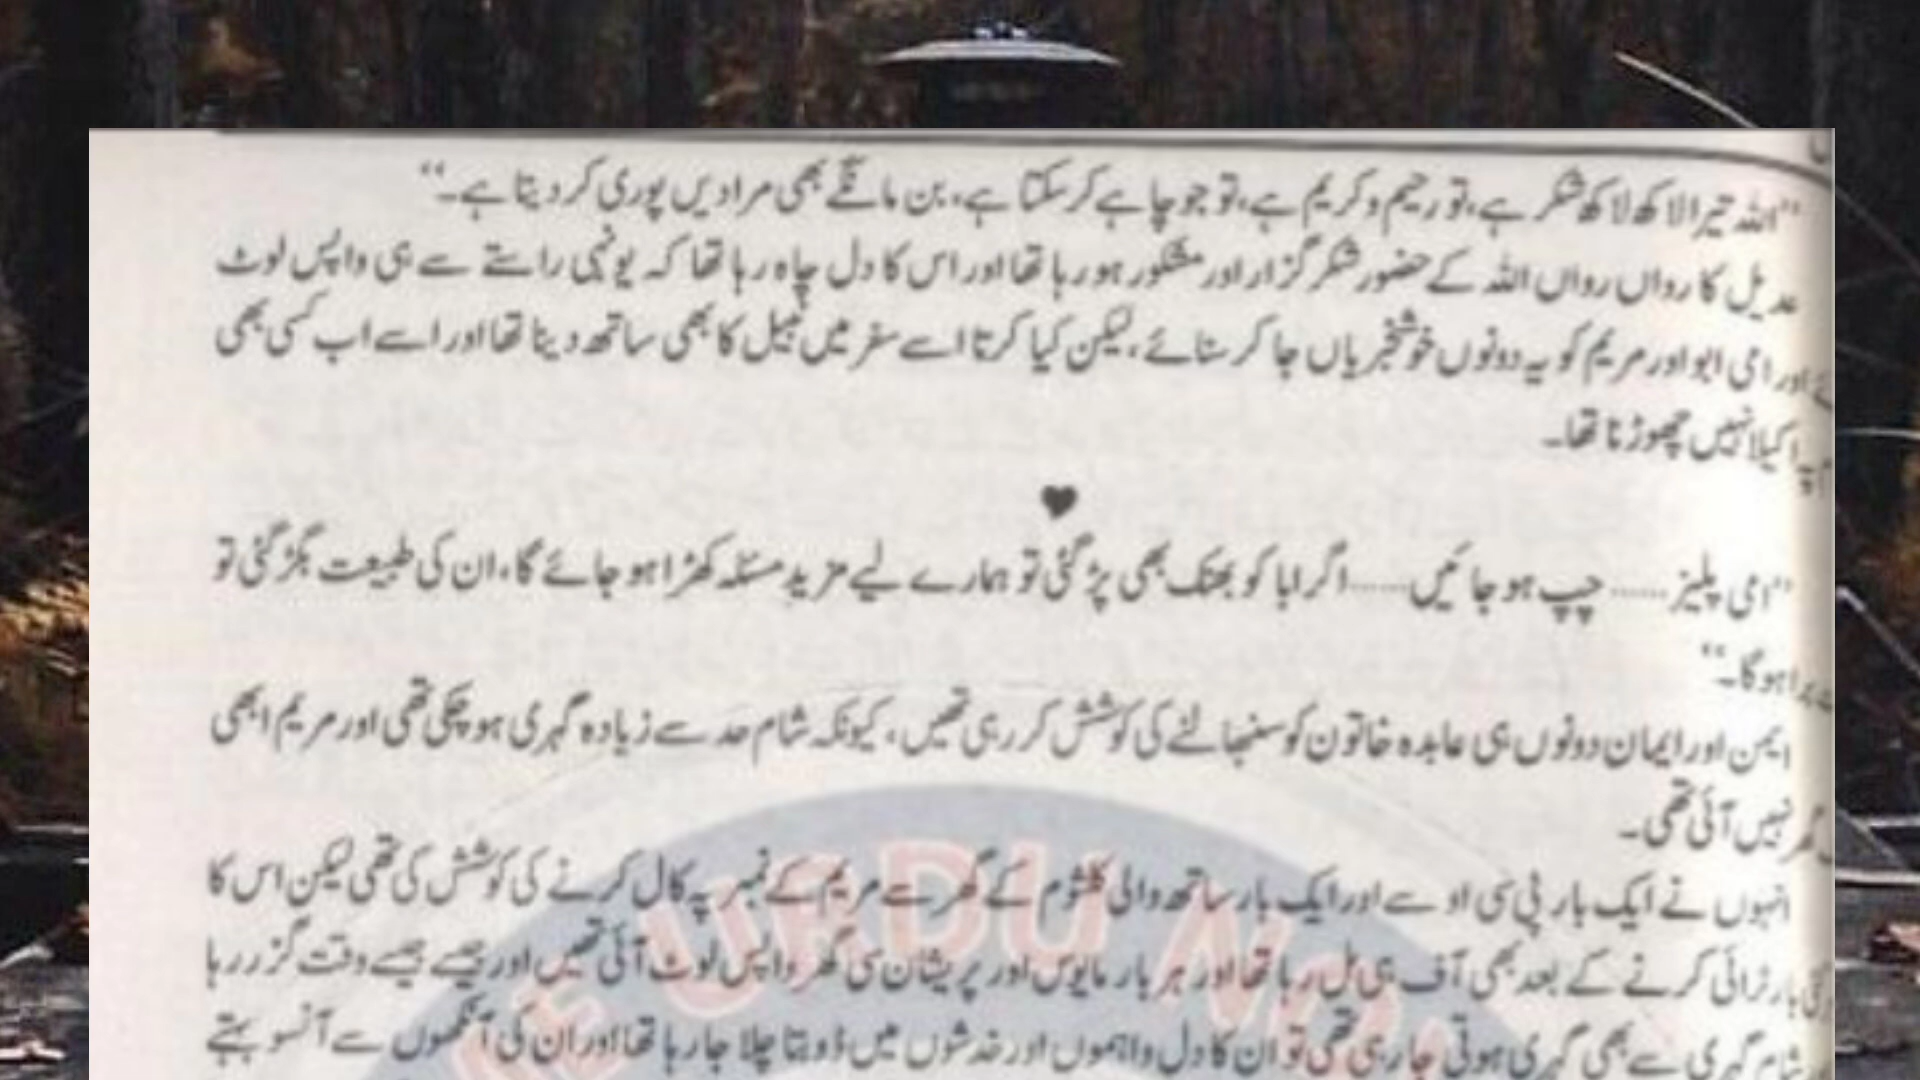 ”اللہ تیرا لاکھ لاکھ شکر ہے، تو رحیم و کریم ہے، تو جو چاہے کر سکتا ہے، بن مانگے بھی مرادیں پوری کر دیتا ہے۔“
عدیل کا رواں رواں اللہ کے حضور شکر گزار اور مشکور ہو رہا تھا اور اس کا دل چاہ رہا تھا کہ یونہی راستے سے ہی واپس لوٹ
اور امی ابو اور مریم کو یہ دونوں خوشخبریاں جا کر سنائے، لیکن کیا کرتا اسے سفر میں نبیل کا بھی ساتھ دینا تھا اور اسے اب کسی بھی
اکیلا نہیں چھوڑنا تھا۔
”امی پلیز...... چپ ہو جائیں...... اگر ابا کو بھنک بھی پڑ گئی تو ہمارے لیے مزید مسئلہ کھڑا ہو جائے گا، ان کی طبیعت بگڑ گئی تو
برا ہو گا۔“
ایمن اور ایمان دونوں ہی عابدہ خاتون کو سنبھالنے کی کوشش کر رہی تھیں، کیونکہ شام حد سے زیادہ گہری ہو چکی تھی اور مریم ابھی
گھر نہیں آئی تھی۔
انہوں نے ایک بار پی سی او سے اور ایک بار ساتھ والی کلثوم کے گھر سے مریم کے نمبر پہ کال کرنے کی کوشش کی تھی لیکن اس کا
بار ٹرائی کرنے کے بعد بھی آف ہی مل رہا تھا اور ہر بار مایوس اور پریشان سی گھر واپس لوٹ آئی تھیں اور جیسے جیسے وقت گزر رہا
شام گہری سے بھی گہری ہوتی جا رہی تھی تو ان کا دل واہموں اور خدشوں میں ڈوبتا چلا جا رہا تھا اور ان کی آنکھوں سے آنسو بہتے
E URDU NO